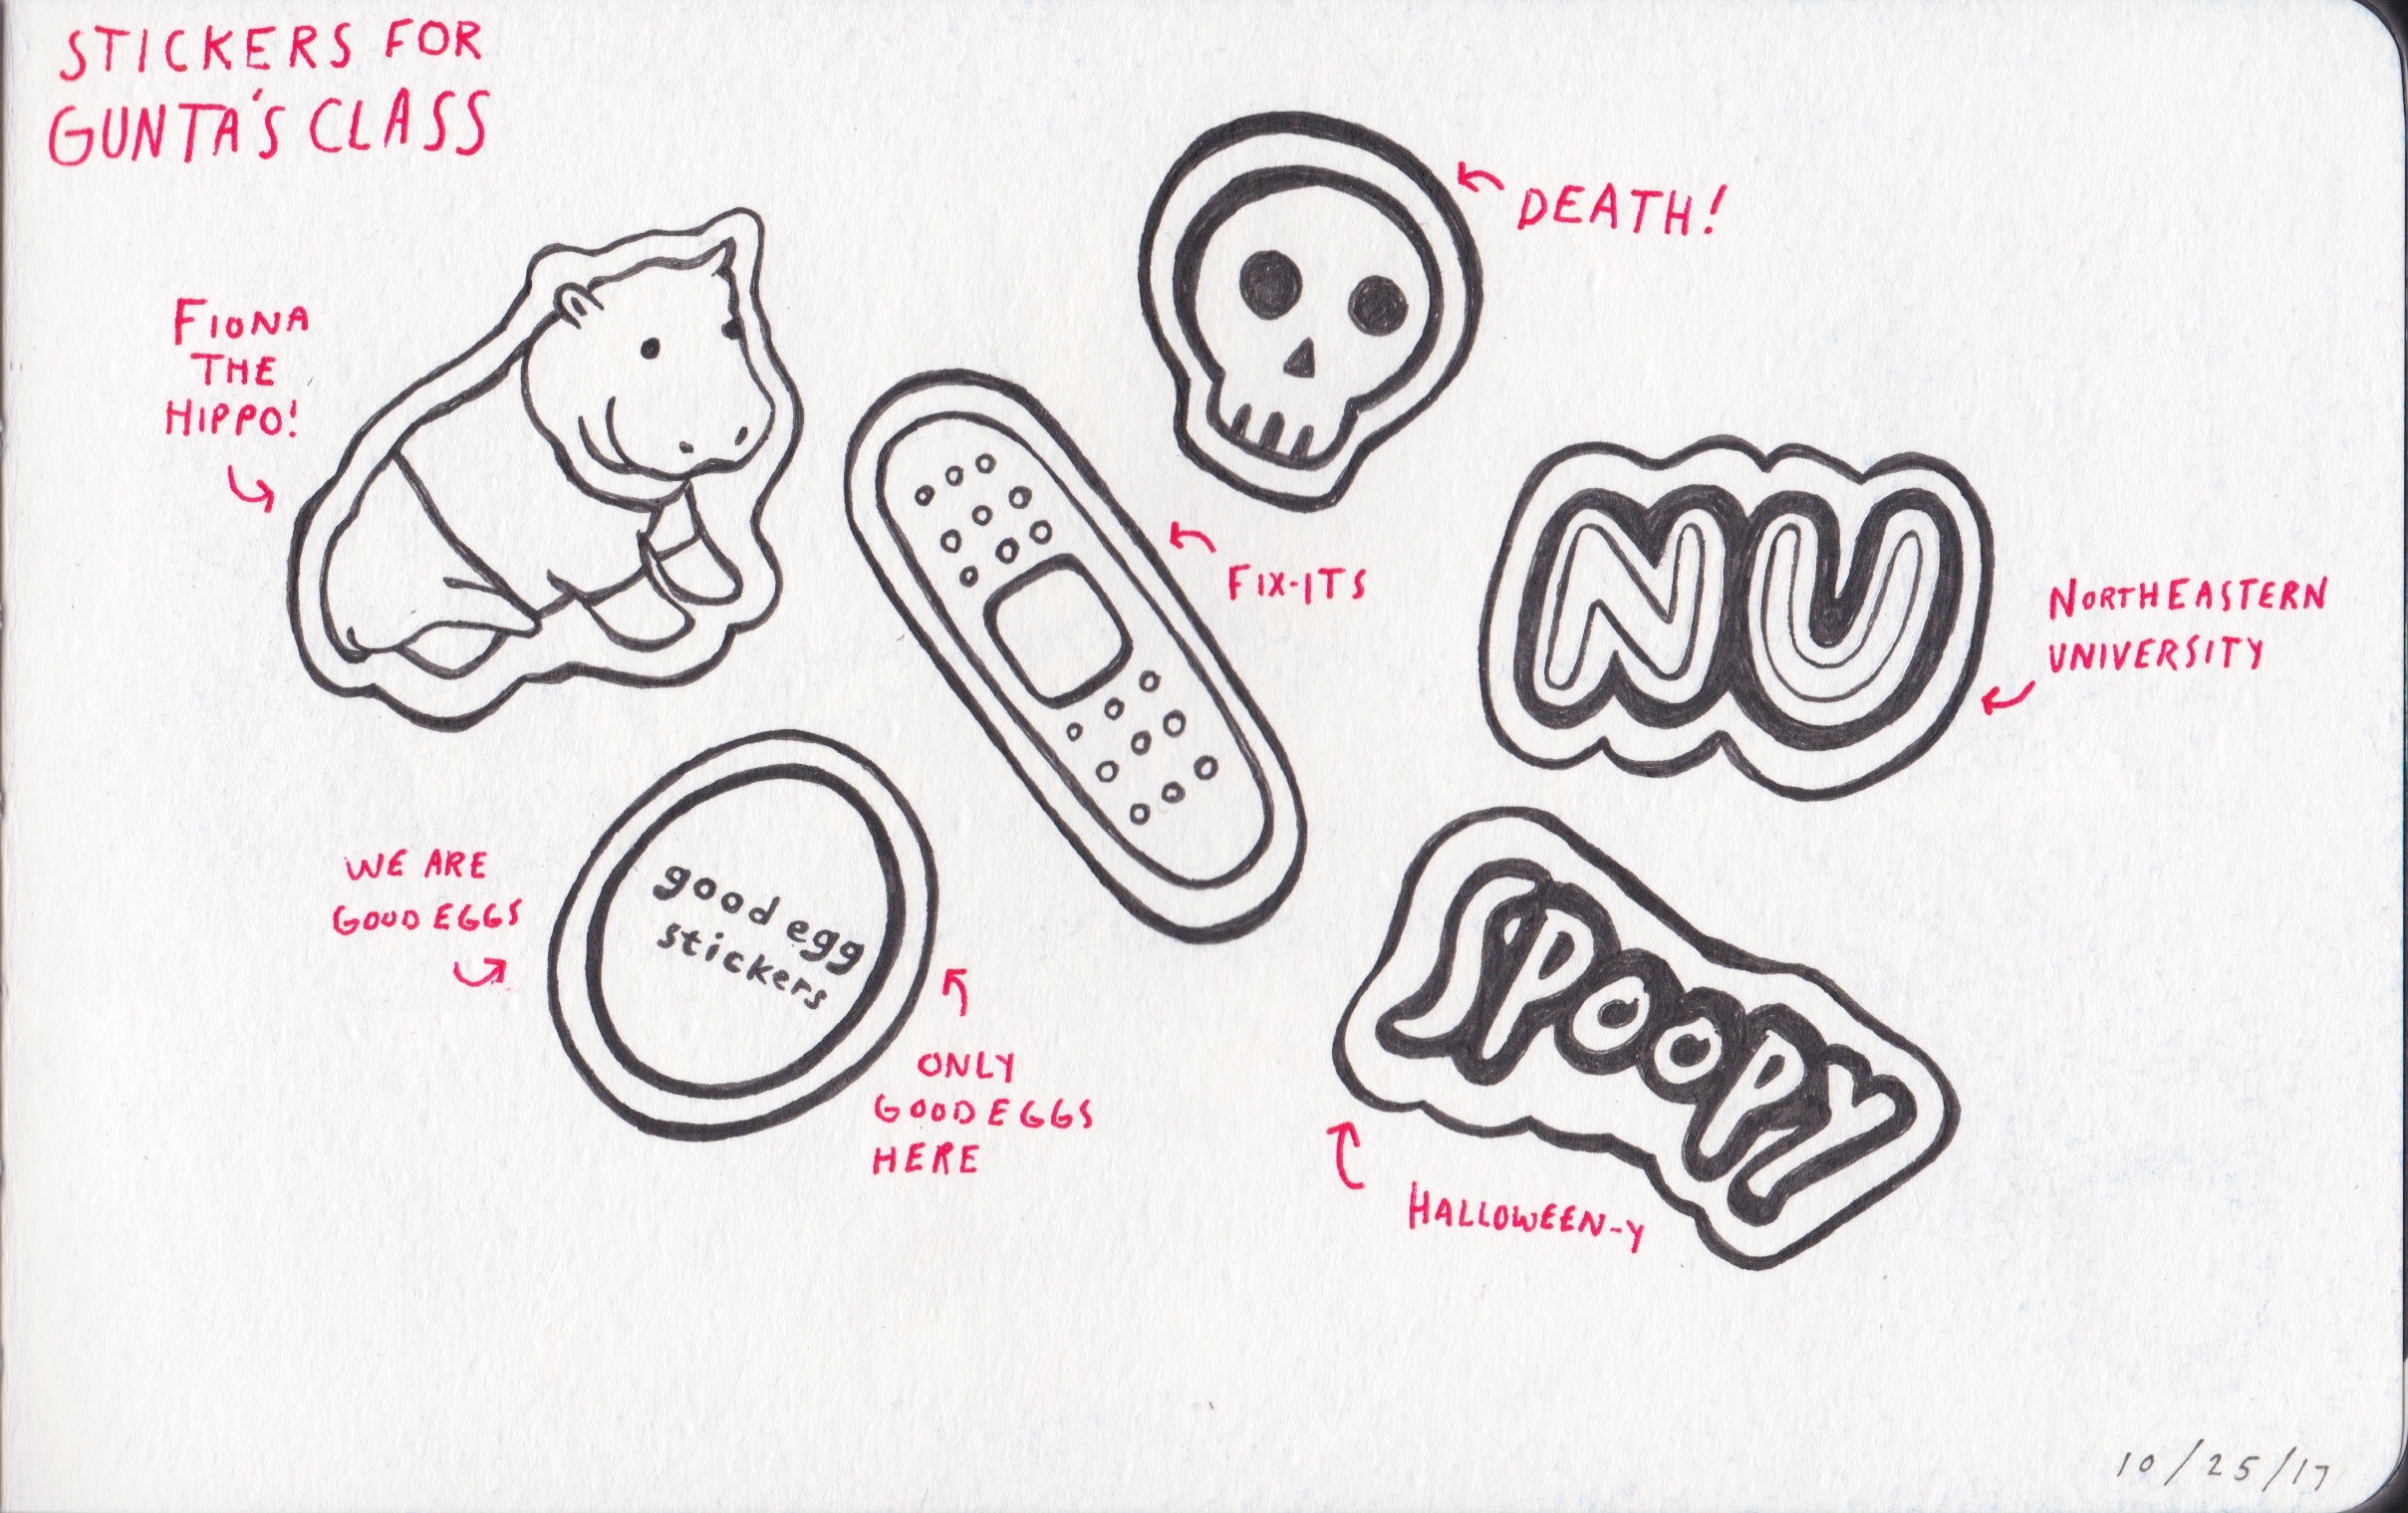 STICKERS FOR
GUNTA'S CLASS
DEATH!
FIONA
THE
HIPPO!
FIX-ITS
NU
NORTHEASTERN
UNIVERSITY
WE ARE
GOOD EGGS
good egg
stickers
ONLY
GOOD EGGS
HERE
SPOOPY
HALLOWEEN-Y
10/25/17